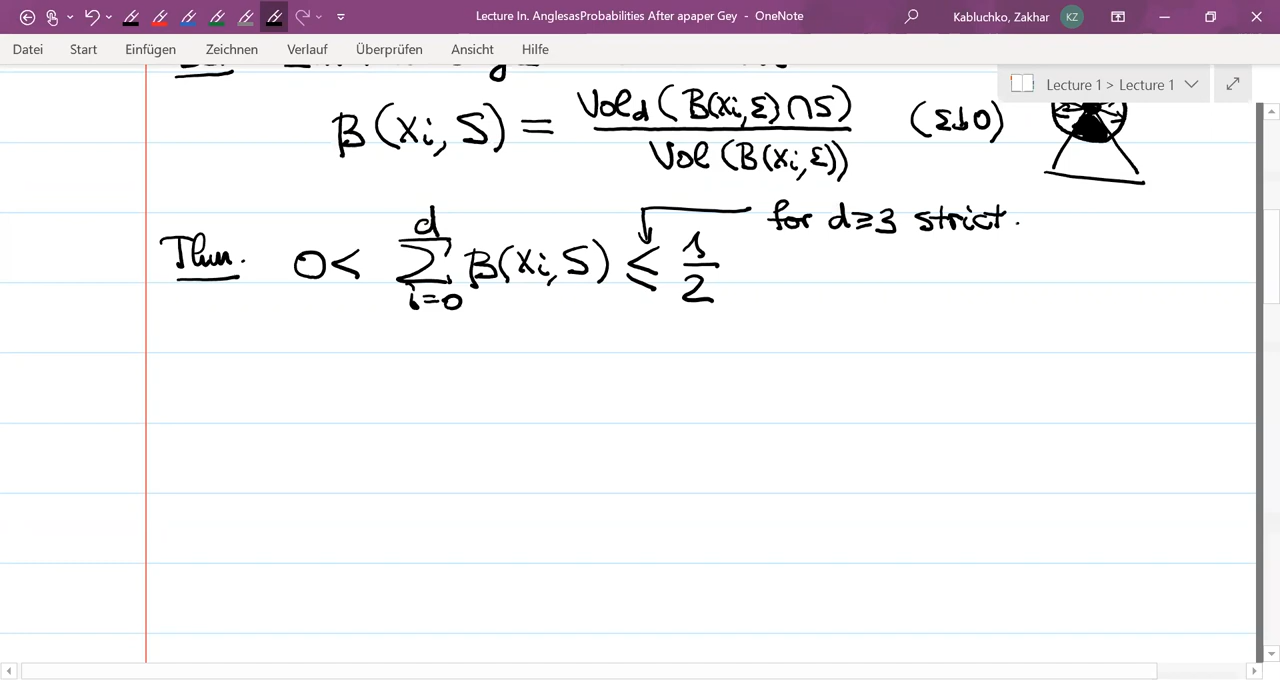 Lecture In. AnglesasProbabilities After apaper Gey - OneNote
Kabluchko, Zakhar KZ
Datei Start Einfügen Zeichnen Verlauf Überprüfen Ansicht Hilfe
Lecture 1 > Lecture 1
β(xi, S) = Vold (B(xi,ε) ∩ S) / Vol (B(xi,ε)) (ε↓0)
for d≥3 strict.
Thm. 0 < d∑i=0 β(xi, S) ≤ 1/2